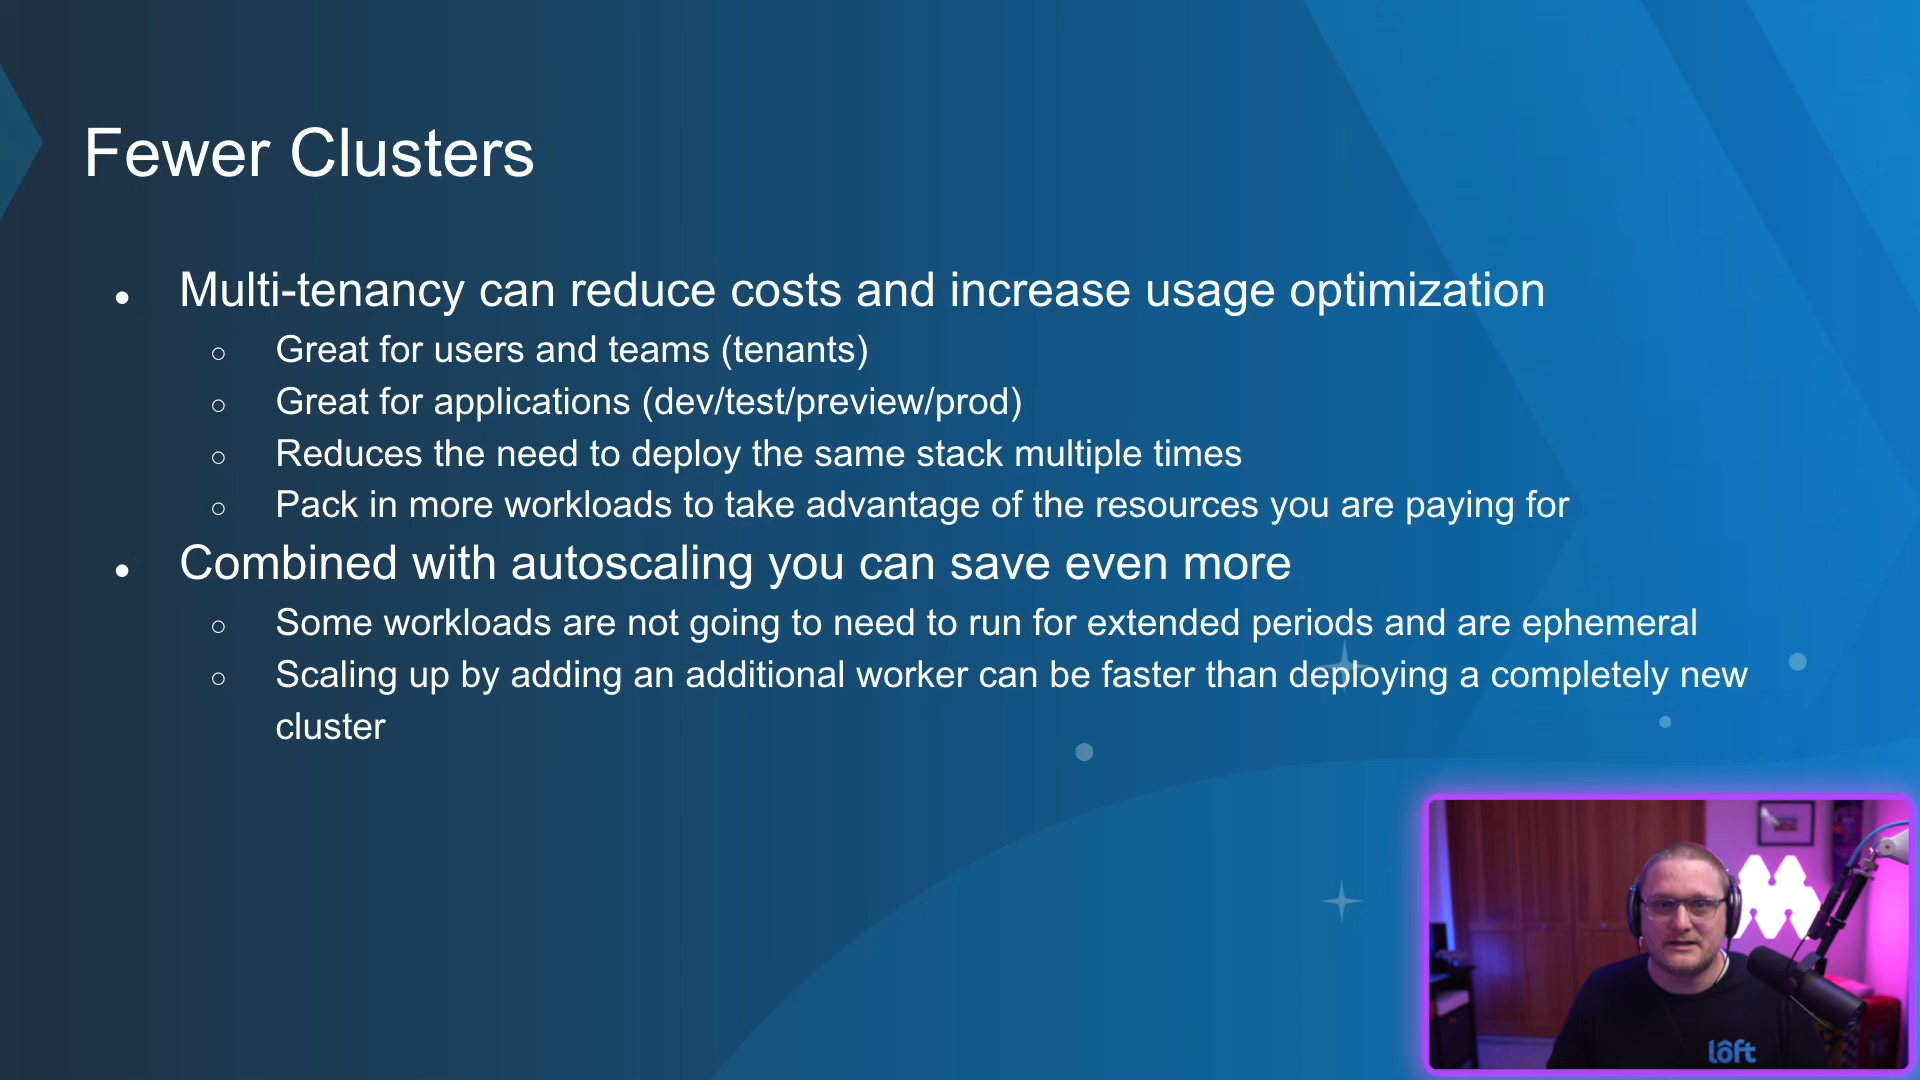 Fewer Clusters
● Multi-tenancy can reduce costs and increase usage optimization
○ Great for users and teams (tenants)
○ Great for applications (dev/test/preview/prod)
○ Reduces the need to deploy the same stack multiple times
○ Pack in more workloads to take advantage of the resources you are paying for
● Combined with autoscaling you can save even more
○ Some workloads are not going to need to run for extended periods and are ephemeral
○ Scaling up by adding an additional worker can be faster than deploying a completely new
cluster
lôft